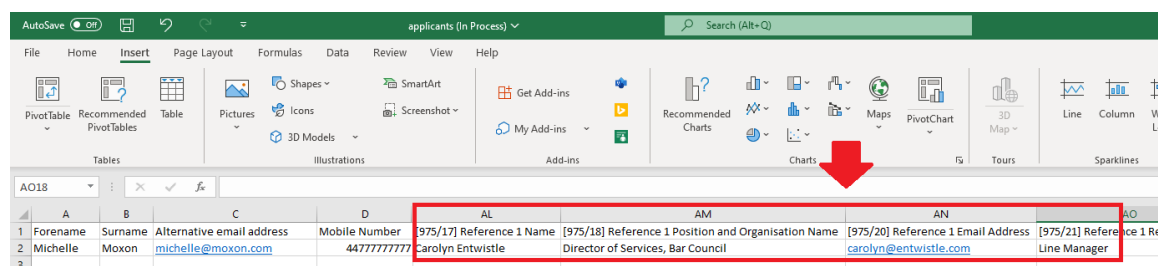 AutoSave Off applicants (In Process) Search (Alt+Q)
File Home Insert Page Layout Formulas Data Review View Help
PivotTable Recommended PivotTables Table
Pictures Shapes Icons 3D Models SmartArt Screenshot
Get Add-ins My Add-ins
Recommended Charts Maps PivotChart
3D Map Line Column
Tables Illustrations Add-ins Charts Tours Sparklines
AO18 fx
A B C D AL AM AN AO
1 Forename Surname Alternative email address Mobile Number [975/17] Reference 1 Name [975/18] Reference 1 Position and Organisation Name [975/20] Reference 1 Email Address [975/21] Reference 1 Re
2 Michelle Moxon michelle@moxon.com 44777777777 Carolyn Entwistle Director of Services, Bar Council carolyn@entwistle.com Line Manager